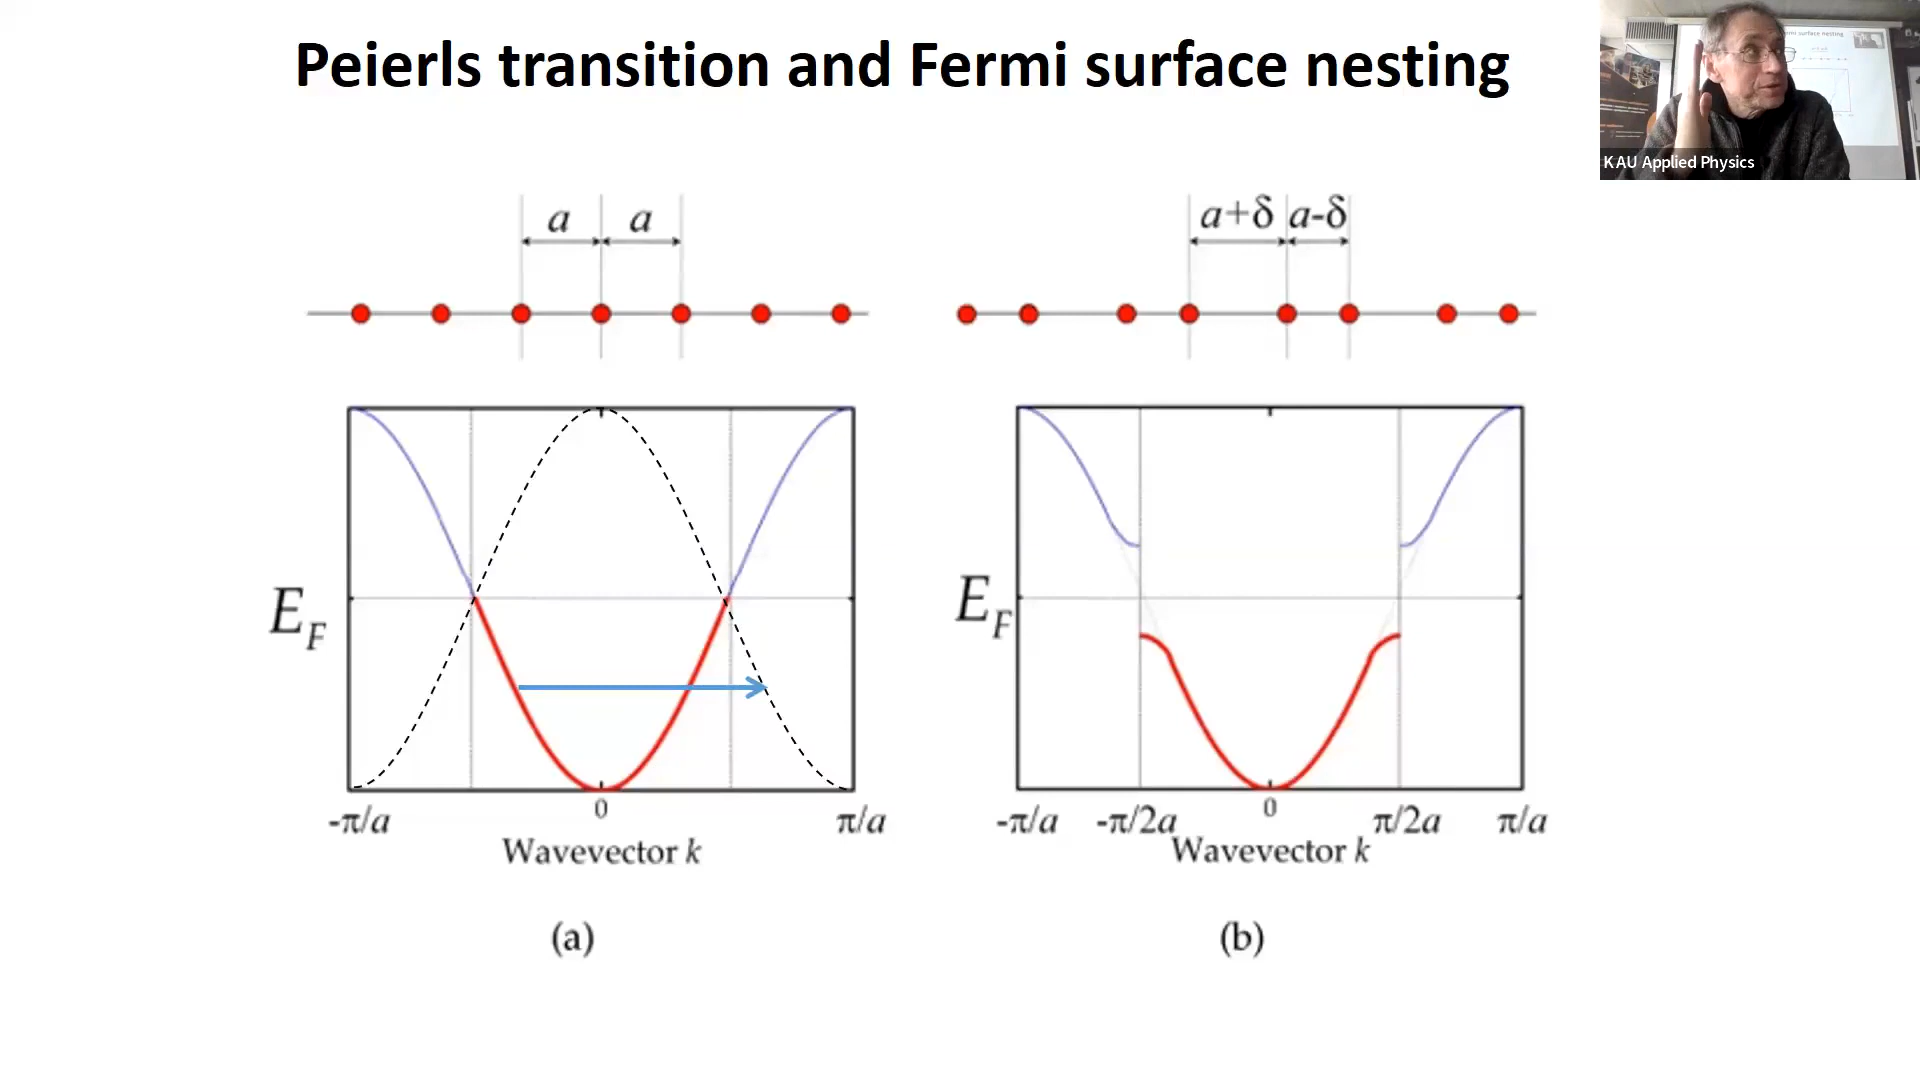 Peierls transition and Fermi surface nesting
KAU Applied Physics
a a
a+δ a-δ
E_F
-π/a 0 π/a
Wavevector k
(a)
E_F
-π/a -π/2a 0 π/2a π/a
Wavevector k
(b)